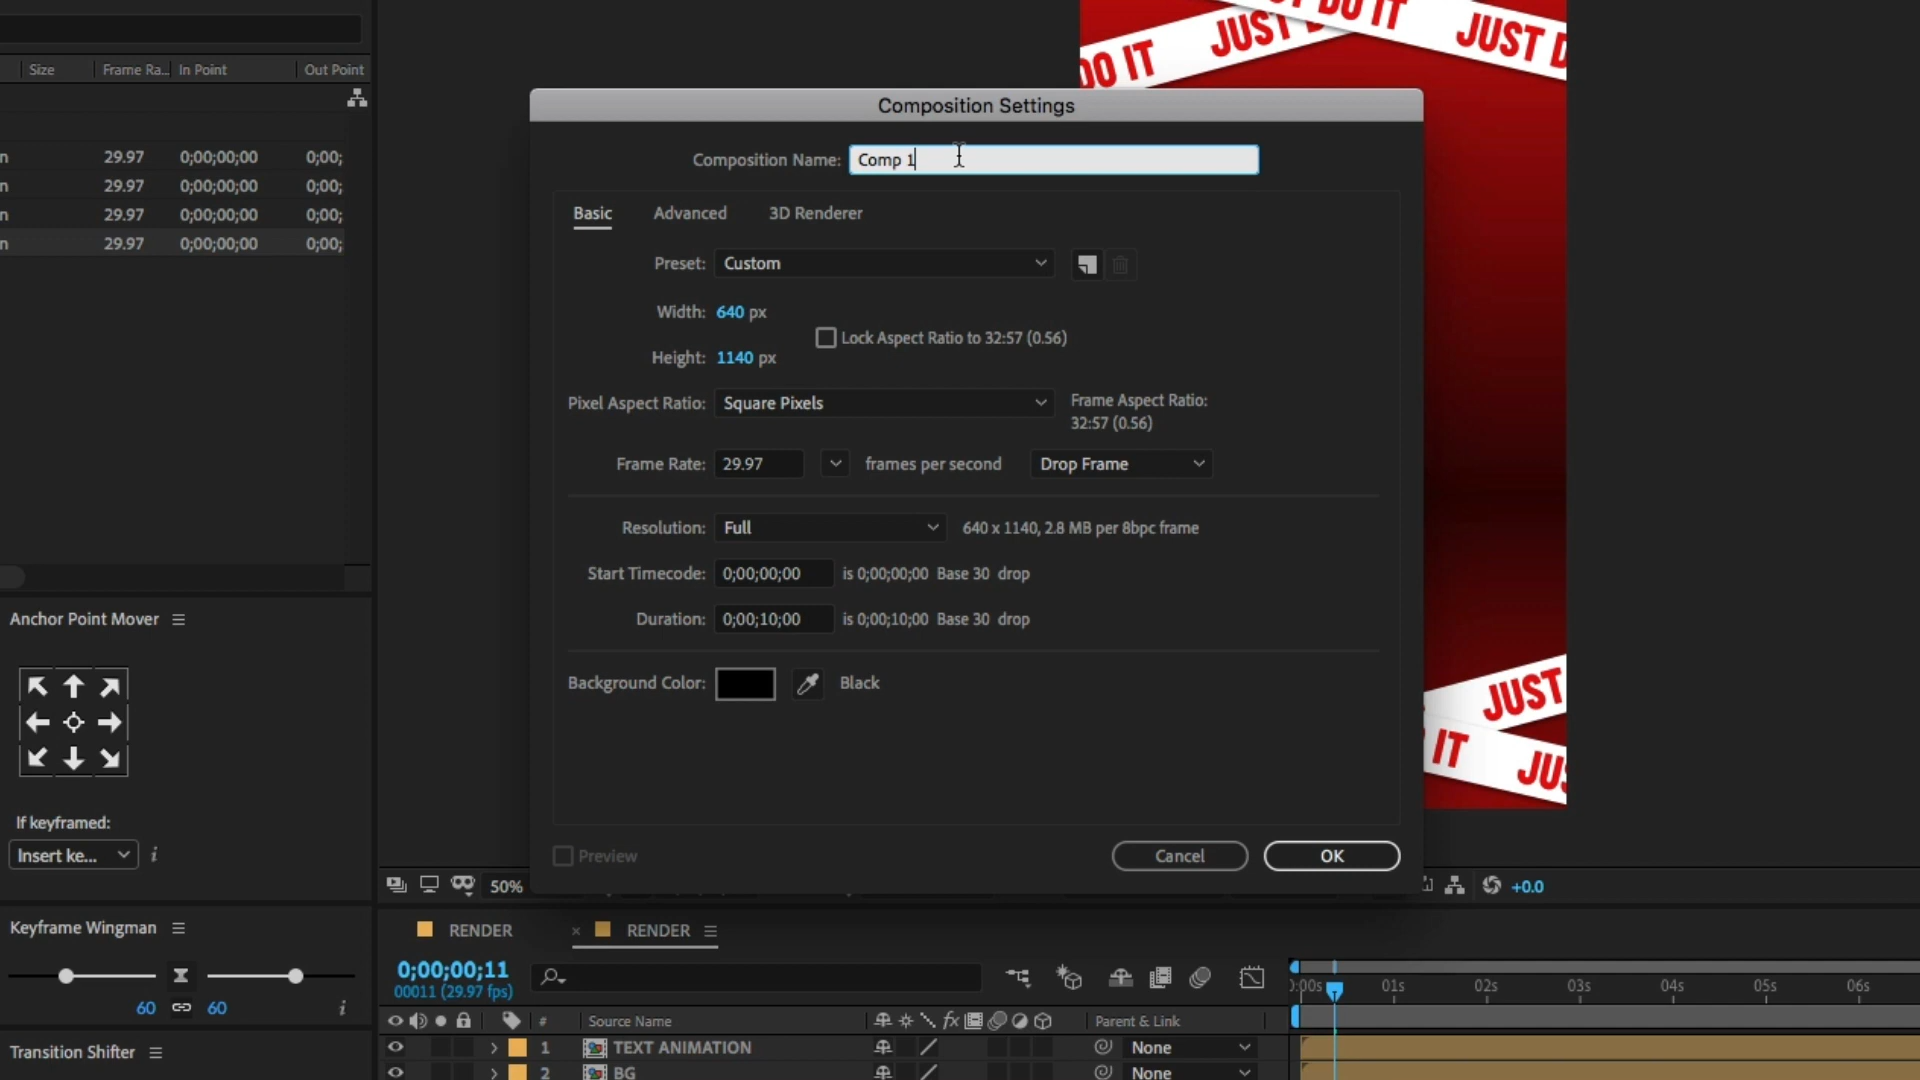 Size Frame Ra... In Point Out Point
n 29.97 0;00;00;00 0;00;
n 29.97 0;00;00;00 0;00;
n 29.97 0;00;00;00 0;00;
n 29.97 0;00;00;00 0;00;
DO IT JUST D
T DO IT JUST D
Composition Settings
Composition Name: Comp 1
Basic Advanced 3D Renderer
Preset: Custom
Width: 640 px
Lock Aspect Ratio to 32:57 (0.56)
Height: 1140 px
Pixel Aspect Ratio: Square Pixels Frame Aspect Ratio:
32:57 (0.56)
Frame Rate: 29.97 frames per second Drop Frame
Resolution: Full 640 x 1140, 2.8 MB per 8bpc frame
Start Timecode: 0;00;00;00 is 0;00;00;00 Base 30 drop
Duration: 0;00;10;00 is 0;00;10;00 Base 30 drop
Background Color: Black
Preview Cancel OK
JUST
IT JUS
Anchor Point Mover
If keyframed:
Insert ke... i
50% +0.0
Keyframe Wingman
60 60 i
Transition Shifter
RENDER × RENDER
0;00;00;11
00011 (29.97 fps)
):00s 01s 02s 03s 04s 05s 06s
# Source Name fx Parent & Link
1 TEXT ANIMATION None
2 BG None